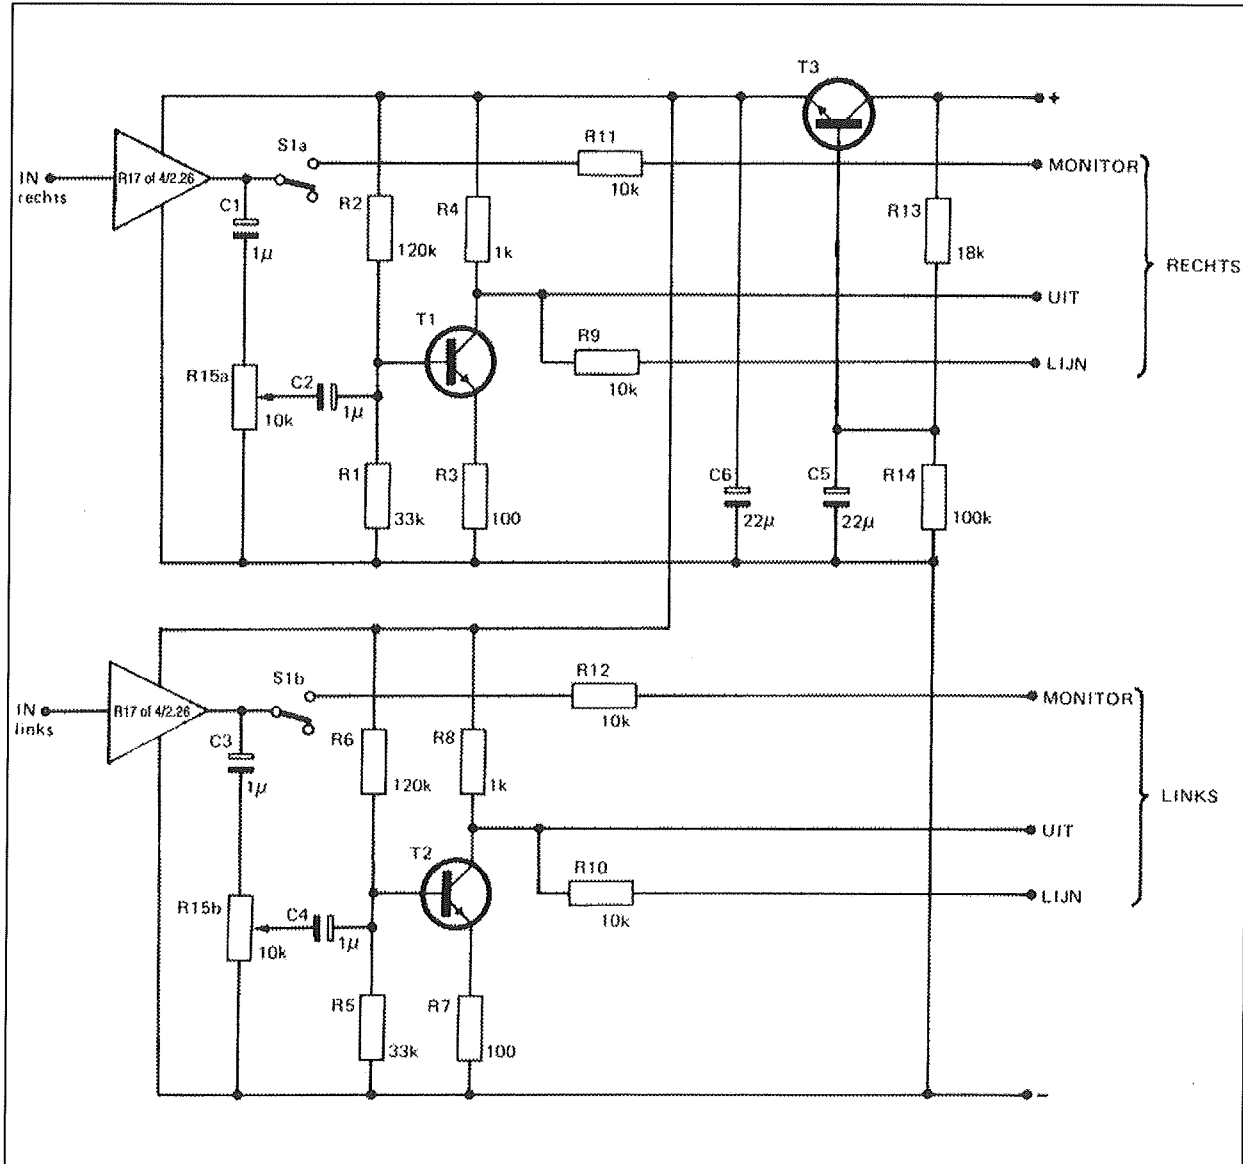 T3
+
S1a
R11
MONITOR
IN
rechts
R17 of 4/2.26
10k
C1
1µ
R2
120k
R4
1k
R13
18k
RECHTS
UIT
T1
R9
10k
LIJN
R15a
10k
C2
1µ
R1
33k
R3
100
C6
22µ
C5
22µ
R14
100k
S1b
R12
MONITOR
IN
links
R17 of 4/2.26
10k
C3
1µ
R6
120k
R8
1k
LINKS
UIT
T2
R10
10k
LIJN
R15b
10k
C4
1µ
R5
33k
R7
100
-